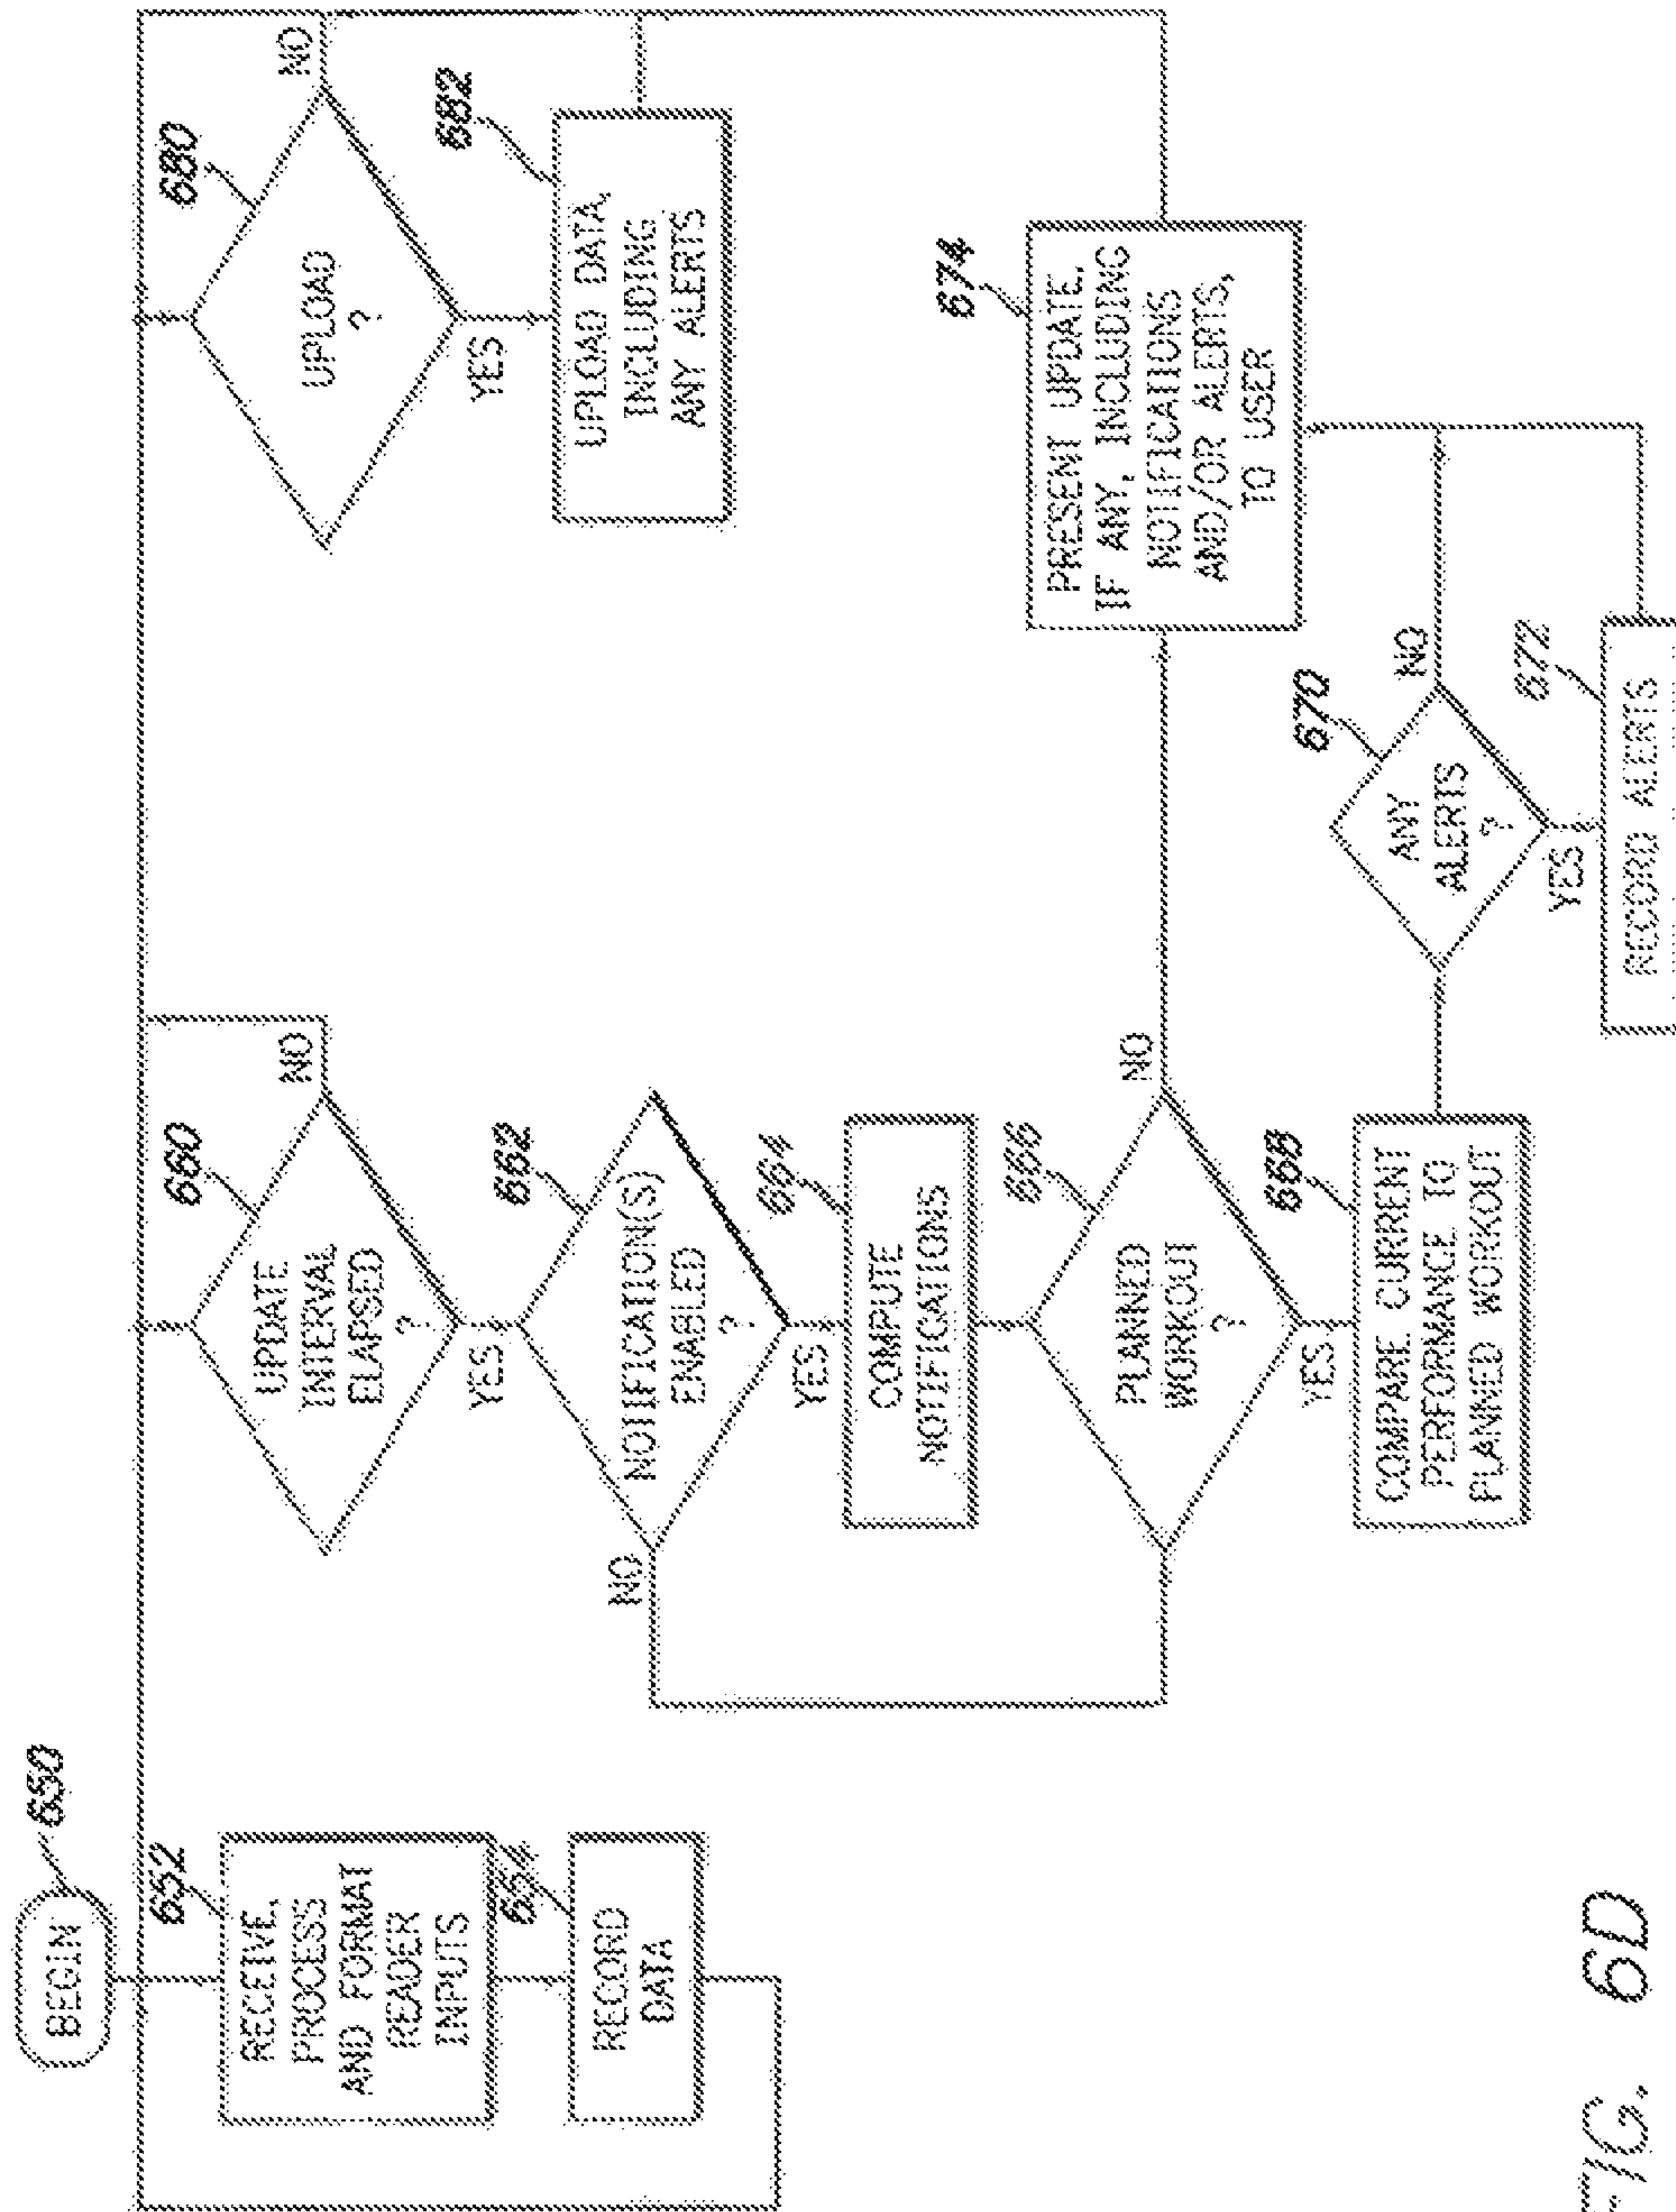 BEGIN
650
652
RECEIVE,
PROCESS
AND FORMAT
READER
INPUTS
654
RECORD
DATA
660
UPDATE
INTERVAL
ELAPSED
?
NO
YES
662
NOTIFICATION(S)
ENABLED
?
NO
YES
664
COMPUTE
NOTIFICATIONS
666
PLANNED
WORKOUT
?
NO
YES
668
COMPARE CURRENT
PERFORMANCE TO
PLANNED WORKOUT
670
ANY
ALERTS
?
NO
YES
672
RECORD ALERTS
674
PRESENT UPDATE,
IF ANY, INCLUDING
NOTIFICATIONS
AND/OR ALERTS,
TO USER
680
UPLOAD
?
NO
YES
682
UPLOAD DATA,
INCLUDING
ANY ALERTS
FIG. 6D